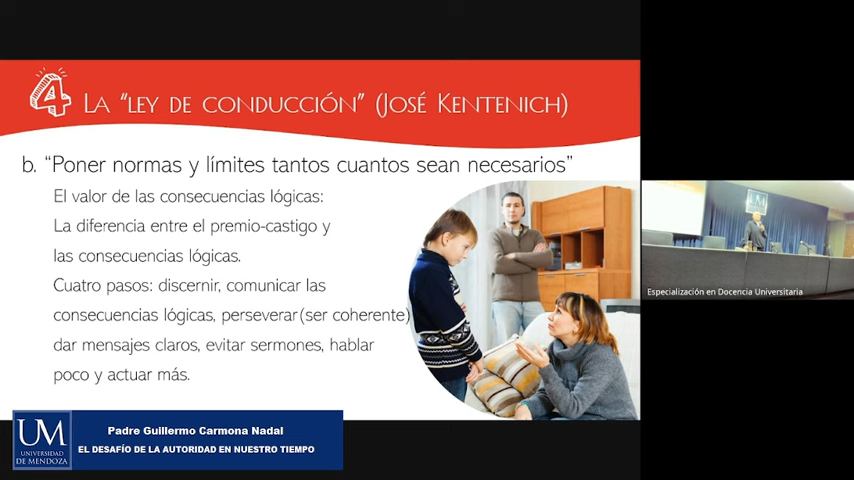 4 LA "LEY DE CONDUCCIÓN" (JOSÉ KENTENICH)
b. "Poner normas y límites tantos cuantos sean necesarios"
El valor de las consecuencias lógicas:
La diferencia entre el premio-castigo y
las consecuencias lógicas.
Cuatro pasos: discernir, comunicar las
consecuencias lógicas, perseverar(ser coherente)
dar mensajes claros, evitar sermones, hablar
poco y actuar más.
UM
UNIVERSIDAD
DE MENDOZA
Padre Guillermo Carmona Nadal
EL DESAFÍO DE LA AUTORIDAD EN NUESTRO TIEMPO
UM
Especialización en Docencia Universitaria